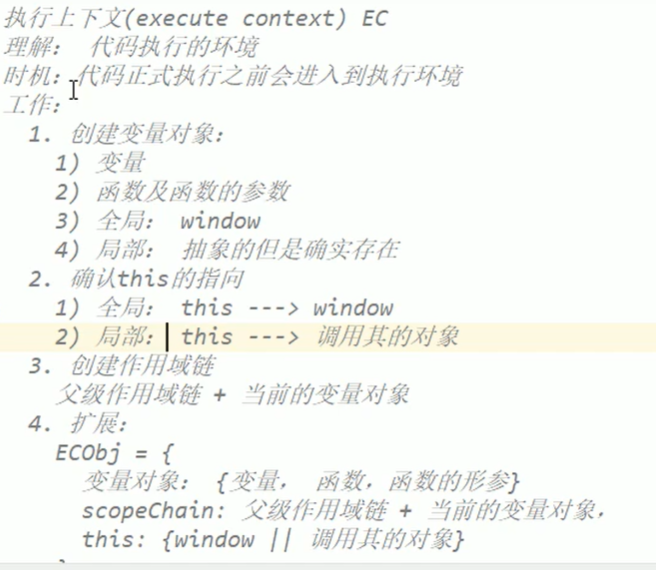 执行上下文(execute context) EC
理解： 代码执行的环境
时机：代码正式执行之前会进入到执行环境
工作：
1. 创建变量对象：
1) 变量
2) 函数及函数的参数
3) 全局： window
4) 局部： 抽象的但是确实存在
2. 确认this的指向
1) 全局： this ---> window
2) 局部： this ---> 调用其的对象
3. 创建作用域链
父级作用域链 + 当前的变量对象
4. 扩展：
ECObj = {
变量对象： {变量， 函数，函数的形参}
scopeChain: 父级作用域链 + 当前的变量对象，
this: {window || 调用其的对象}